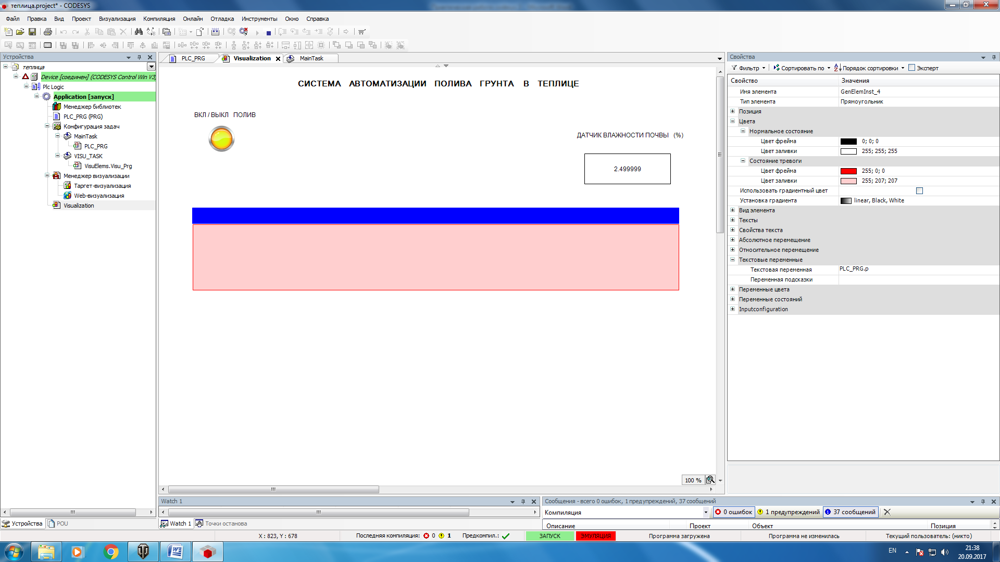 теплица.project* - CODESYS
Файл Правка Вид Проект Визуализация Компиляция Онлайн Отладка Инструменты Окно Справка
Устройства
теплица
Device [соединен] (CODESYS Control Win V3)
Plc Logic
Application [запуск]
Менеджер библиотек
PLC_PRG (PRG)
Конфигурация задач
MainTask
PLC_PRG
VISU_TASK
VisuElems.Visu_Prg
Менеджер визуализации
Таргет-визуализация
Web-визуализация
Visualization
Устройства POU
PLC_PRG Visualization MainTask
СИСТЕМА АВТОМАТИЗАЦИИ ПОЛИВА ГРУНТА В ТЕПЛИЦЕ
ВКЛ / ВЫКЛ ПОЛИВ
ДАТЧИК ВЛАЖНОСТИ ПОЧВЫ (%)
2.499999
100 %
Свойства
Фильтр Сортировать по Порядок сортировки Эксперт
Свойство Значения
Имя элемента GenElemInst_4
Тип элемента Прямоугольник
Позиция
Цвета
Нормальное состояние
Цвет фрейма 0; 0; 0
Цвет заливки 255; 255; 255
Состояние тревоги
Цвет фрейма 255; 0; 0
Цвет заливки 255; 207; 207
Использовать градиентный цвет
Установка градиента linear, Black, White
Вид элемента
Тексты
Свойства текста
Абсолютное перемещение
Относительное перемещение
Текстовые переменные
Текстовая переменная PLC_PRG.p
Переменная подсказки
Переменные цвета
Переменные состояний
Inputconfiguration
Watch 1
Watch 1 Точки останова
Сообщения - всего 0 ошибок, 1 предупреждений, 37 сообщений
Компиляция 0 ошибок 1 предупреждений 37 сообщений
Описание Проект Объект Позиция
X : 823, Y : 678 Последняя компиляция: 0 1 Предкомпил.: ЗАПУСК ЭМУЛЯЦИЯ Программа загружена Программа не изменилась Текущий пользователь: (никто)
EN
21:38
20.09.2017